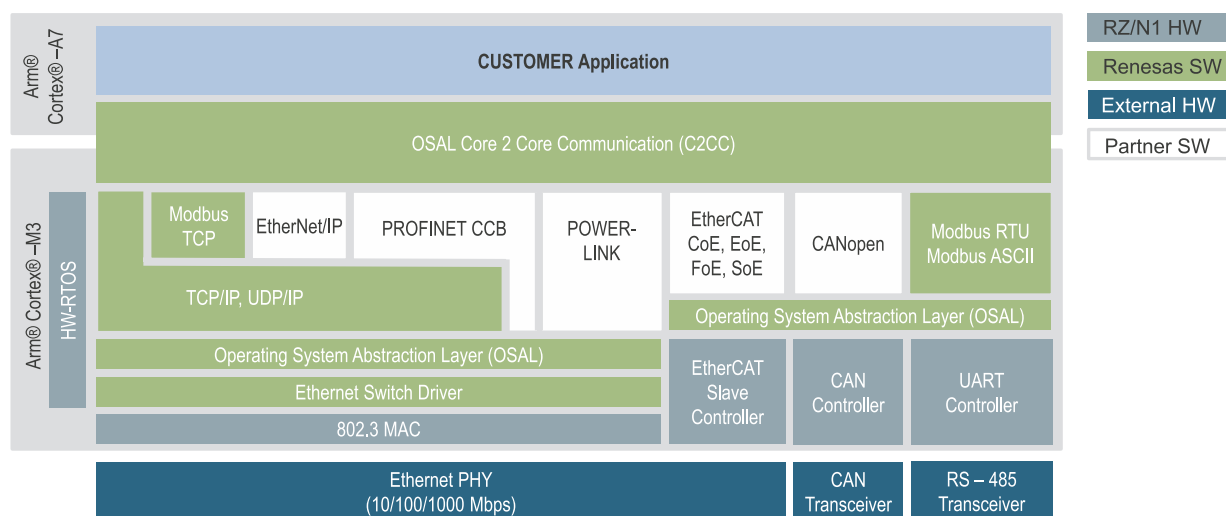 Arm®
Cortex® –A7
CUSTOMER Application
OSAL Core 2 Core Communication (C2CC)
Arm® Cortex® –M3
HW-RTOS
Modbus
TCP
EtherNet/IP
PROFINET CCB
POWER-
LINK
EtherCAT
CoE, EoE,
FoE, SoE
CANopen
Modbus RTU
Modbus ASCII
TCP/IP, UDP/IP
Operating System Abstraction Layer (OSAL)
Operating System Abstraction Layer (OSAL)
Ethernet Switch Driver
802.3 MAC
EtherCAT
Slave
Controller
CAN
Controller
UART
Controller
Ethernet PHY
(10/100/1000 Mbps)
CAN
Transceiver
RS – 485
Transceiver
RZ/N1 HW
Renesas SW
External HW
Partner SW